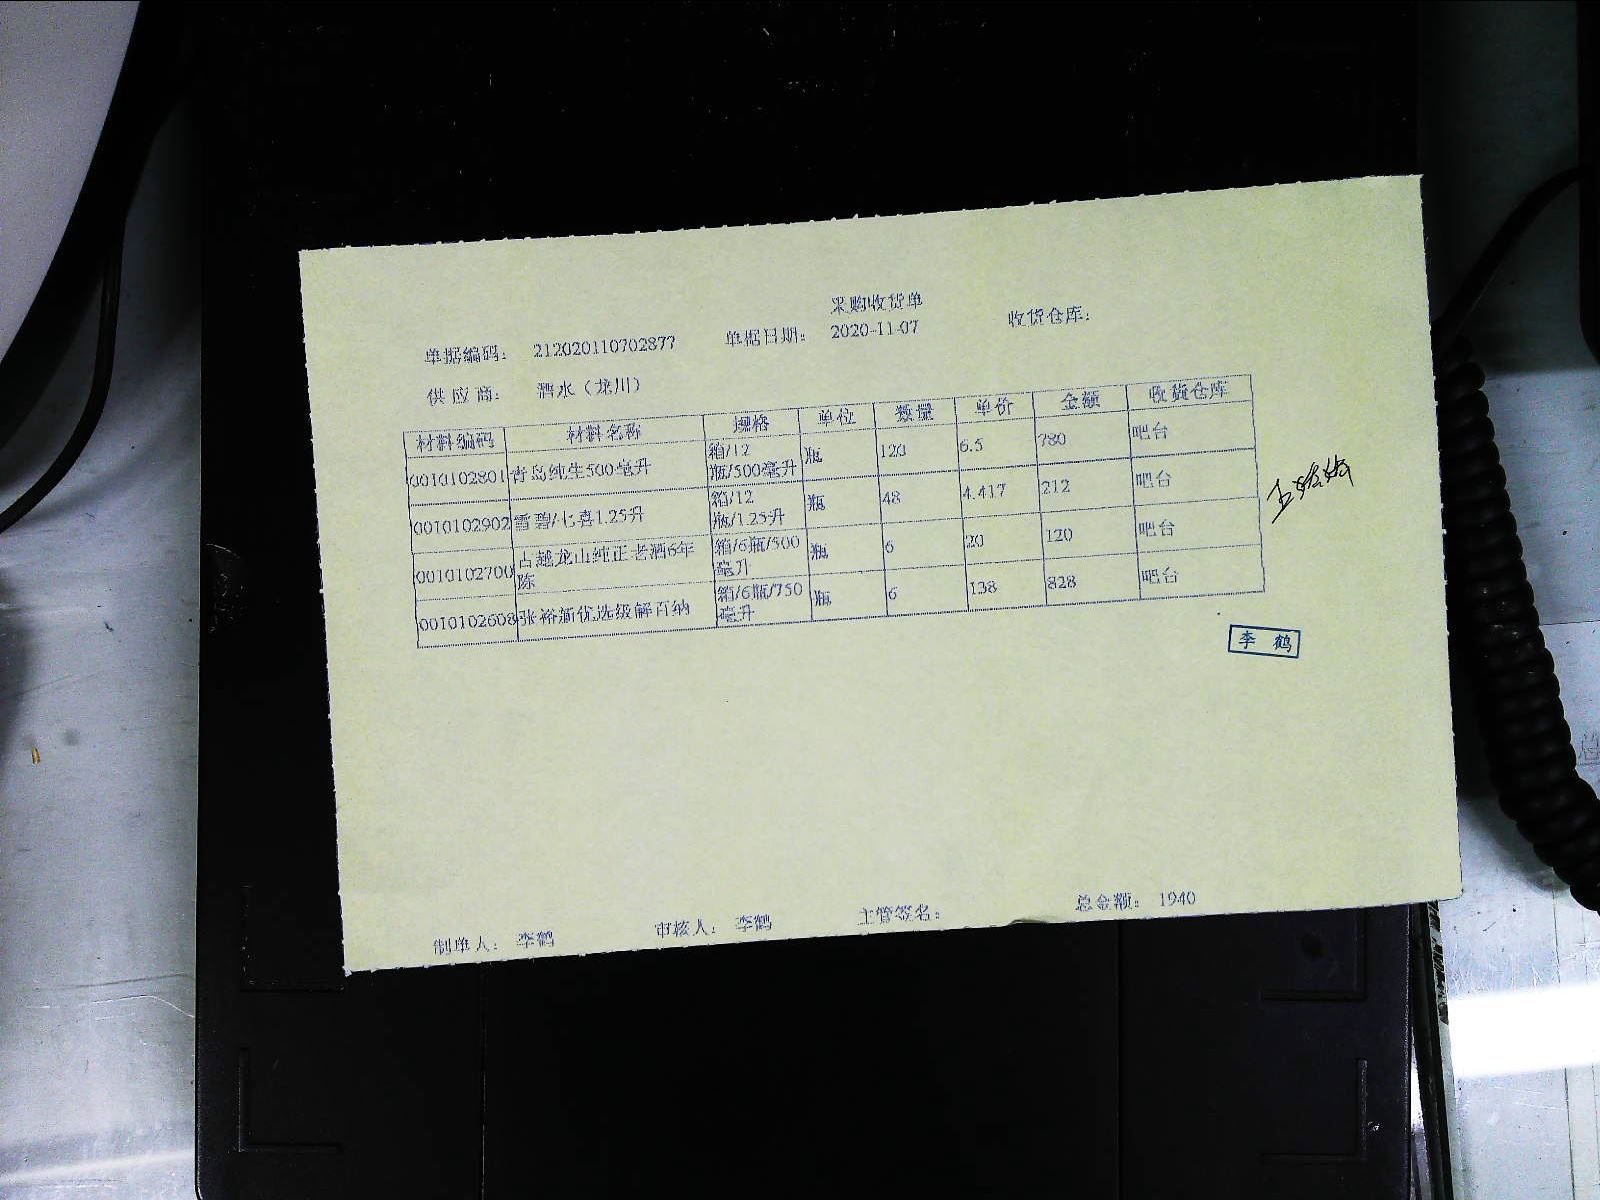 采购收货单
单据编码： 212020110702877 单据日期： 2020-11-07 收货仓库：
供应商： 酒水（龙川）
材料编码 材料名称 规格 单位 数量 单价 金额 收货仓库
0010102801 青岛纯生500毫升 箱/12瓶/500毫升 瓶 120 6.5 780 吧台
0010102902 雪碧/七喜1.25升 箱/12瓶/1.25升 瓶 48 4.417 212 吧台
0010102700 古越龙山纯正老酒6年陈 箱/6瓶/500毫升 瓶 6 20 120 吧台
0010102608 张裕新优选级解百纳 箱/6瓶/750毫升 瓶 6 138 828 吧台
李鹤
制单人： 李鹤 审核人： 李鹤 主管签名： 总金额： 1940